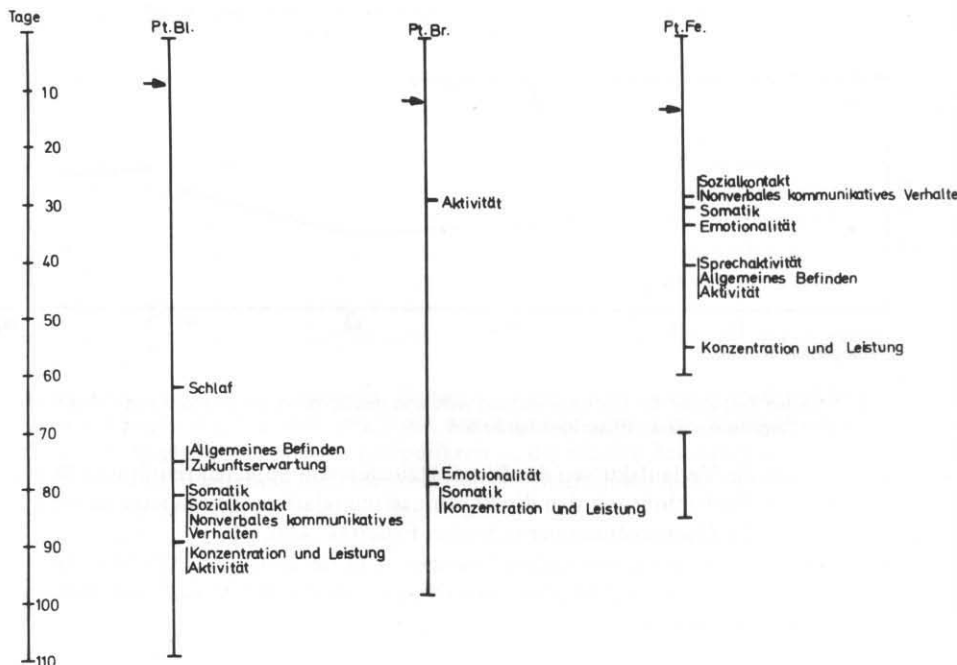 Tage
Pt.Bl.
Pt.Br.
Pt.Fe.
10
20
30
40
50
60
70
80
90
100
110
Schlaf
Allgemeines Befinden
Zukunftserwartung
Somatik
Sozialkontakt
Nonverbales kommunikatives
Verhalten
Konzentration und Leistung
Aktivität
Aktivität
Emotionalität
Somatik
Konzentration und Leistung
Sozialkontakt
Nonverbales kommunikatives Verhalte
Somatik
Emotionalität
Sprechaktivität
Allgemeines Befinden
Aktivität
Konzentration und Leistung